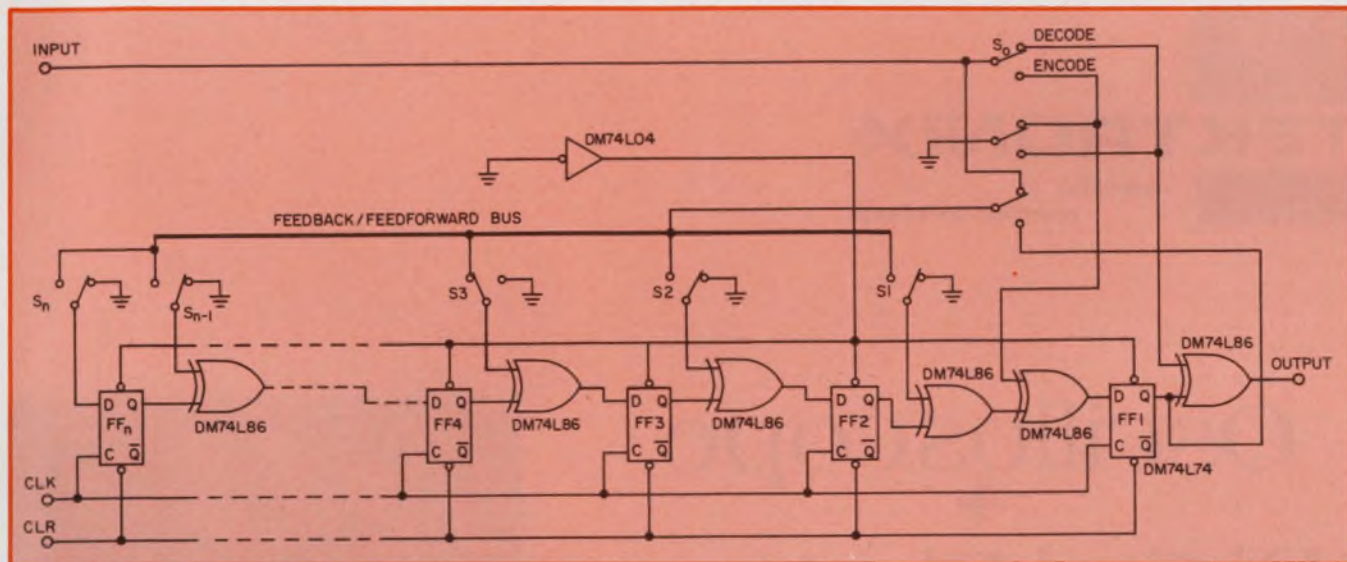 INPUT
S₀
DECODE
ENCODE
DM74L04
FEEDBACK/FEEDFORWARD BUS
Sn
Sn-1
S3
S2
S1
DM74L86
OUTPUT
DM74L86
D Q
FFn
C Q̅
DM74L86
D Q
FF4
C Q̅
DM74L86
D Q
FF3
C Q̅
DM74L86
D Q
FF2
C Q̅
DM74L86
D Q
FF1
C Q̅
DM74L74
CLK
CLR